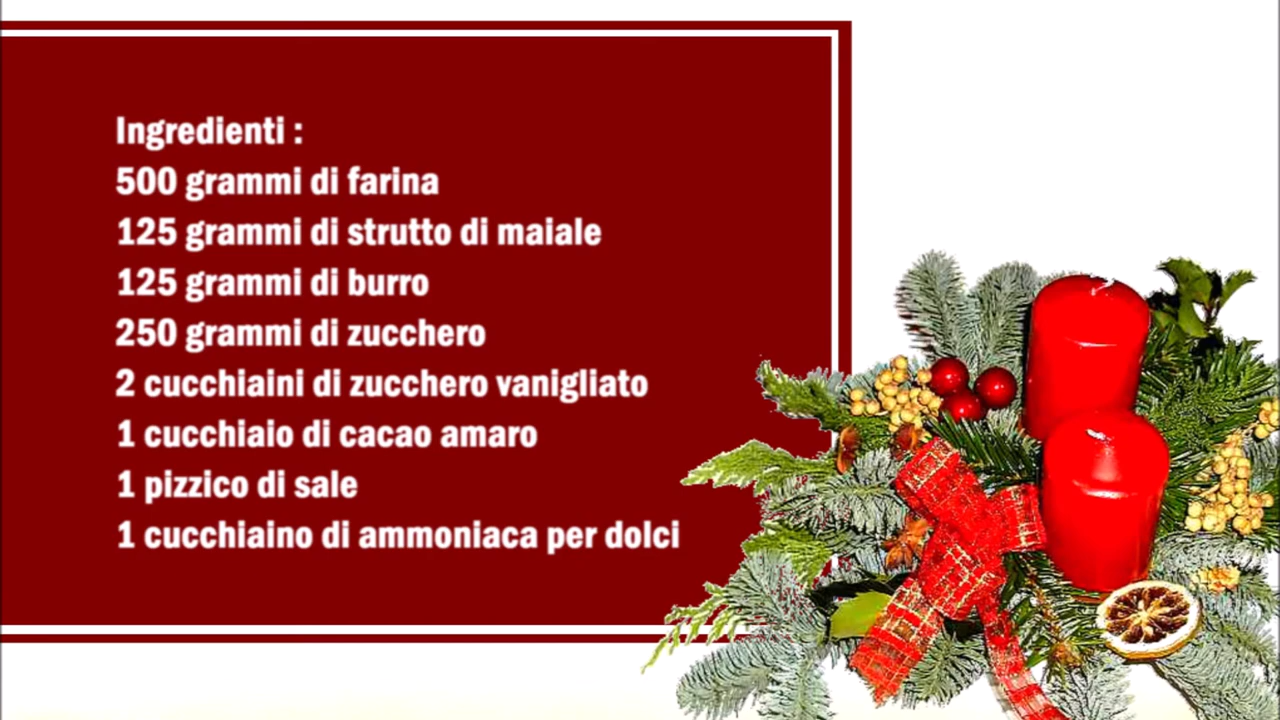 Ingredienti :
500 grammi di farina
125 grammi di strutto di maiale
125 grammi di burro
250 grammi di zucchero
2 cucchiaini di zucchero vanigliato
1 cucchiaio di cacao amaro
1 pizzico di sale
1 cucchiaino di ammoniaca per dolci